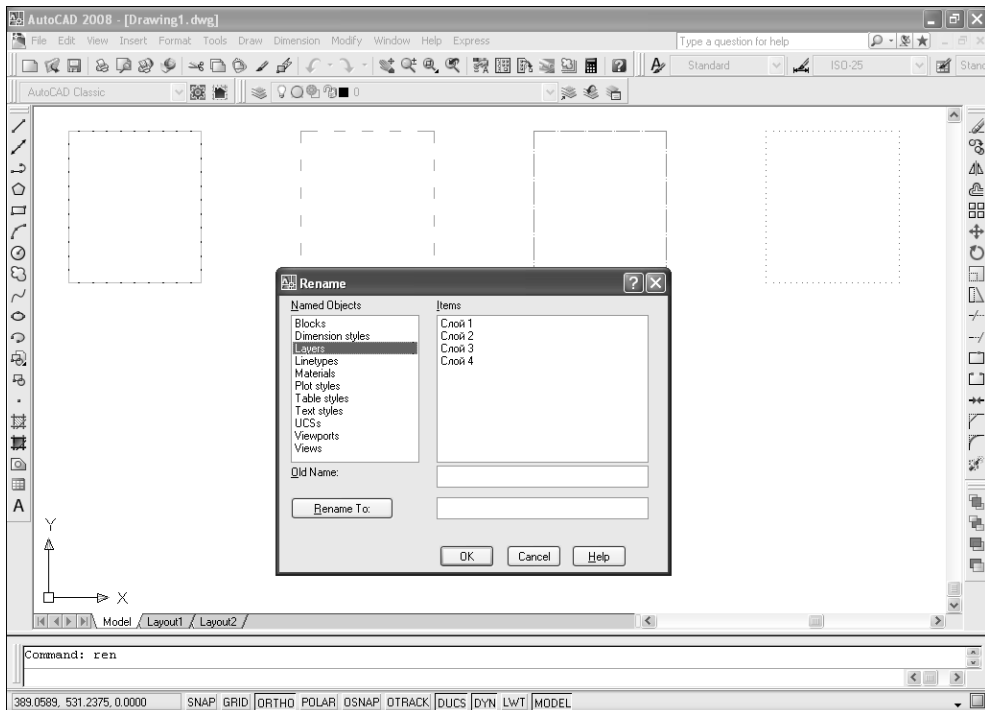 AutoCAD 2008 - [Drawing1.dwg]
File Edit View Insert Format Tools Draw Dimension Modify Window Help Express
Type a question for help
Standard
ISO-25
Stanc
AutoCAD Classic
0
Rename
Named Objects
Items
Blocks
Dimension styles
Layers
Linetypes
Materials
Plot styles
Table styles
Text styles
UCSs
Viewports
Views
Слой 1
Слой 2
Слой 3
Слой 4
Old Name:
Rename To:
OK Cancel Help
A
Y
X
Model Layout1 Layout2
Command: ren
389.0589, 531.2375, 0.0000 SNAP GRID ORTHO POLAR OSNAP OTRACK DUCS DYN LWT MODEL